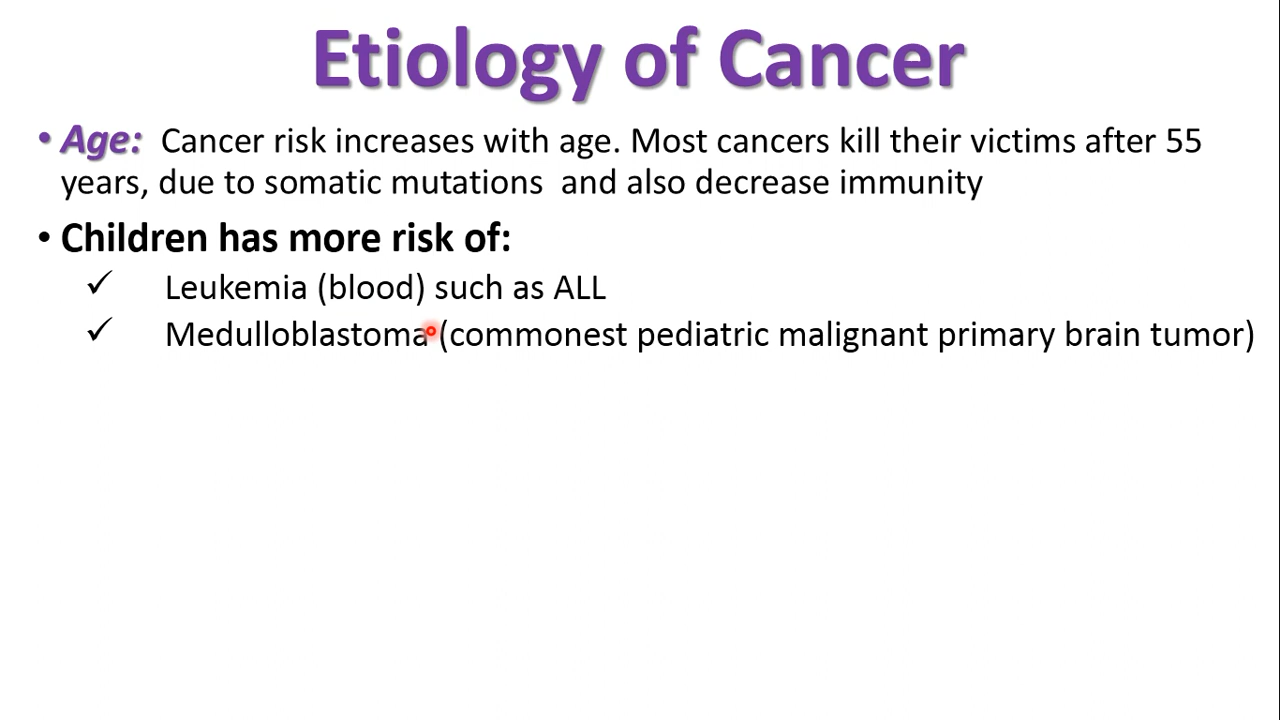 Etiology of Cancer
• Age: Cancer risk increases with age. Most cancers kill their victims after 55
years, due to somatic mutations and also decrease immunity
• Children has more risk of:
✓ Leukemia (blood) such as ALL
✓ Medulloblastoma (commonest pediatric malignant primary brain tumor)